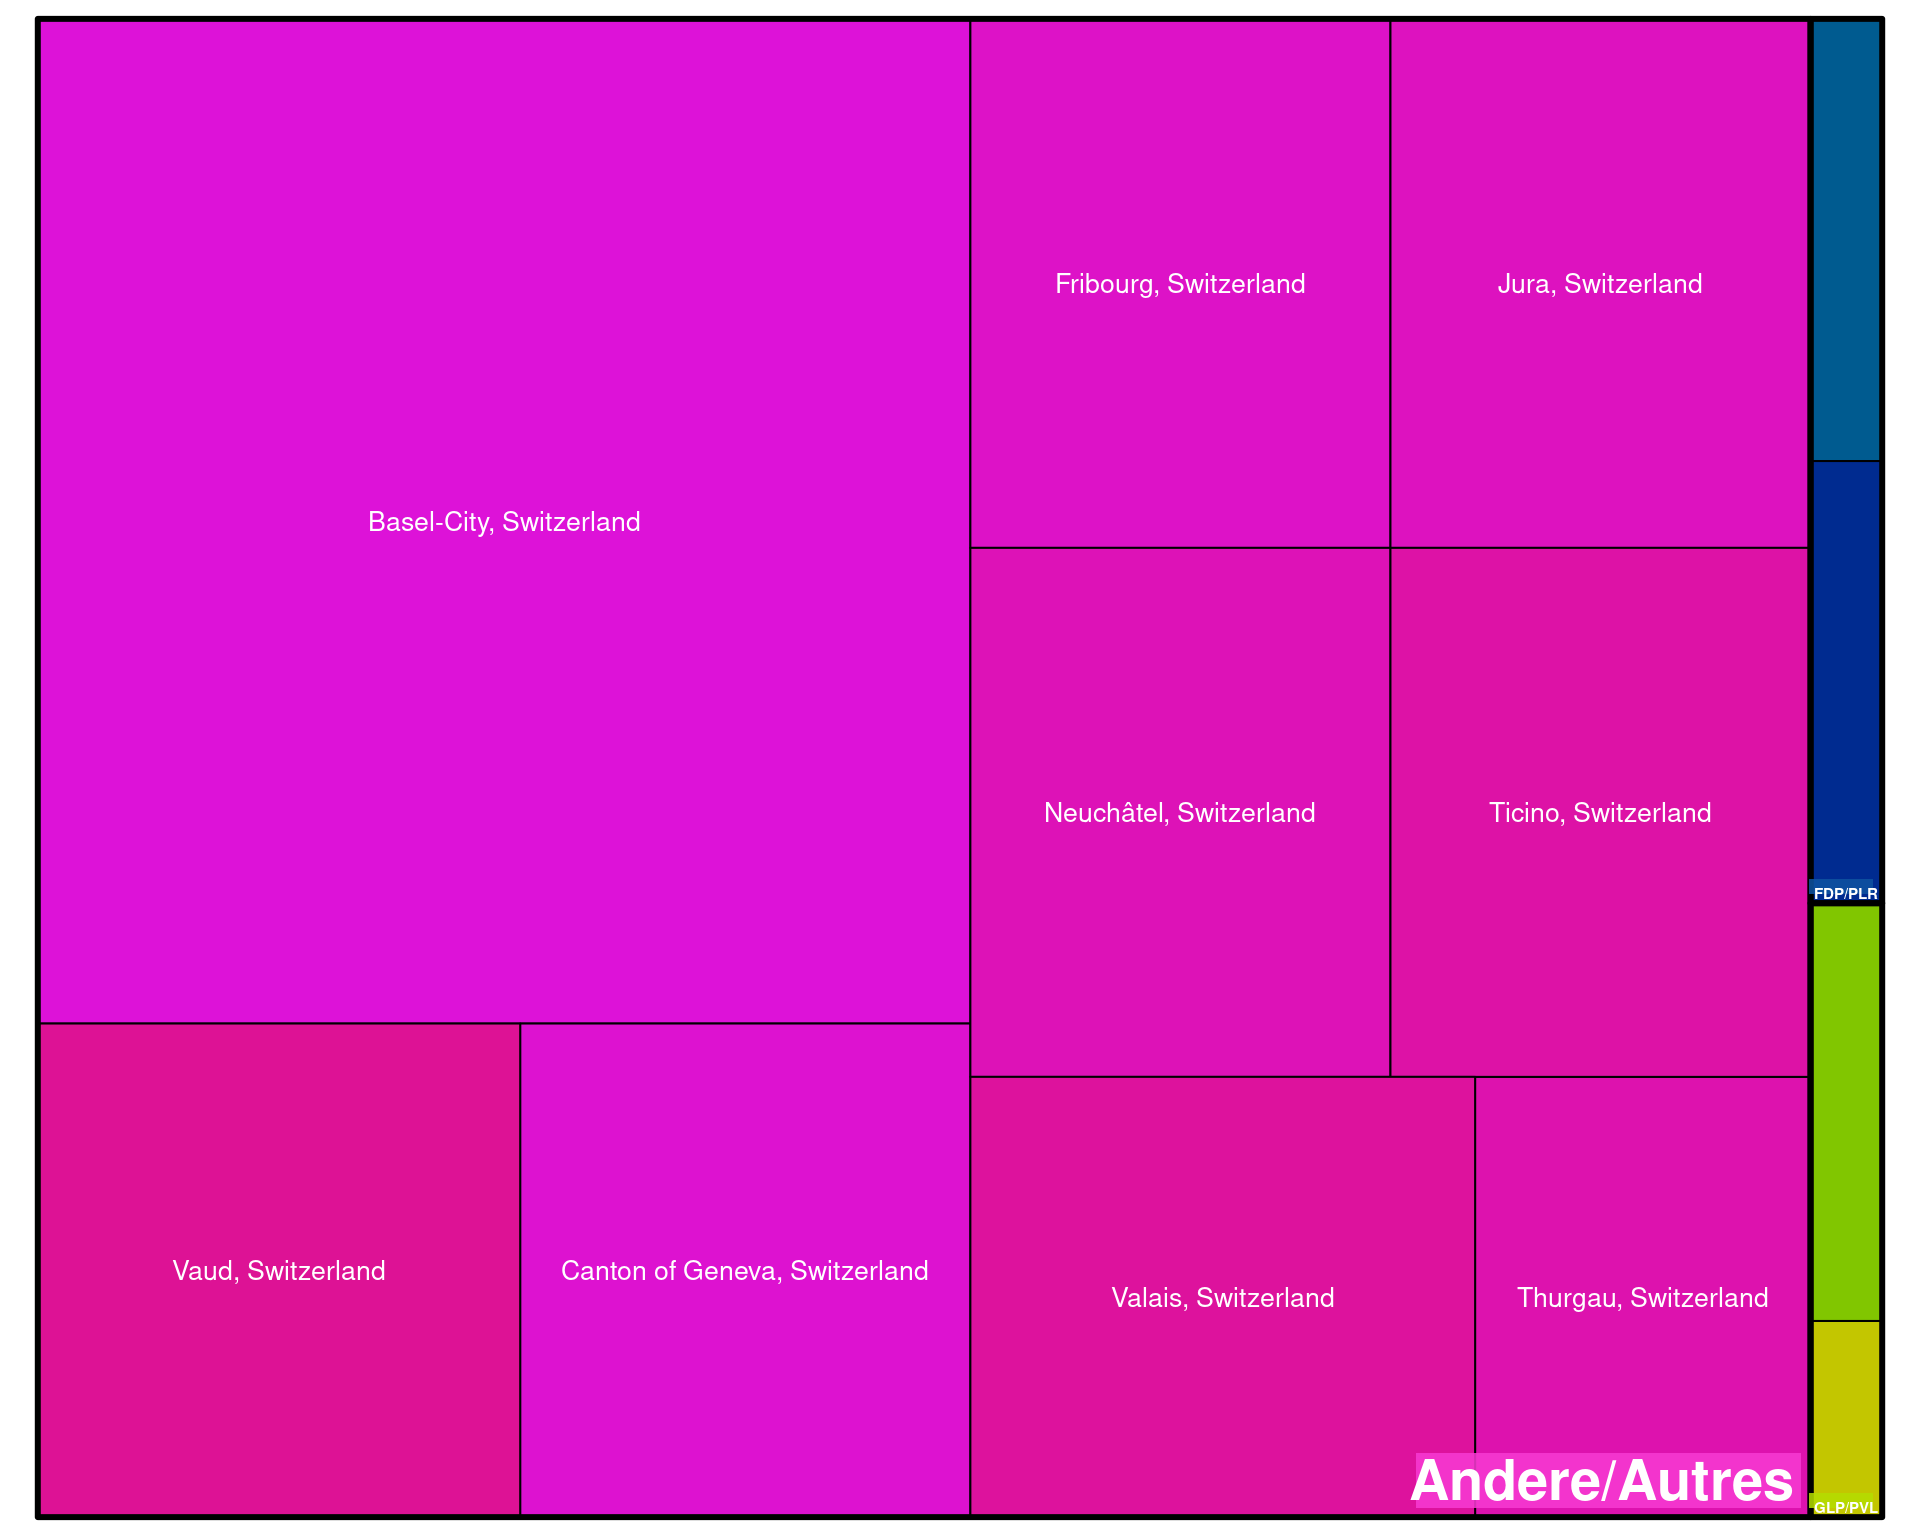 Fribourg, Switzerland
Jura, Switzerland
Basel-City, Switzerland
Neuchâtel, Switzerland
Ticino, Switzerland
FDP/PLR
Vaud, Switzerland
Canton of Geneva, Switzerland
Valais, Switzerland
Thurgau, Switzerland
Andere/Autres
GLP/PVL